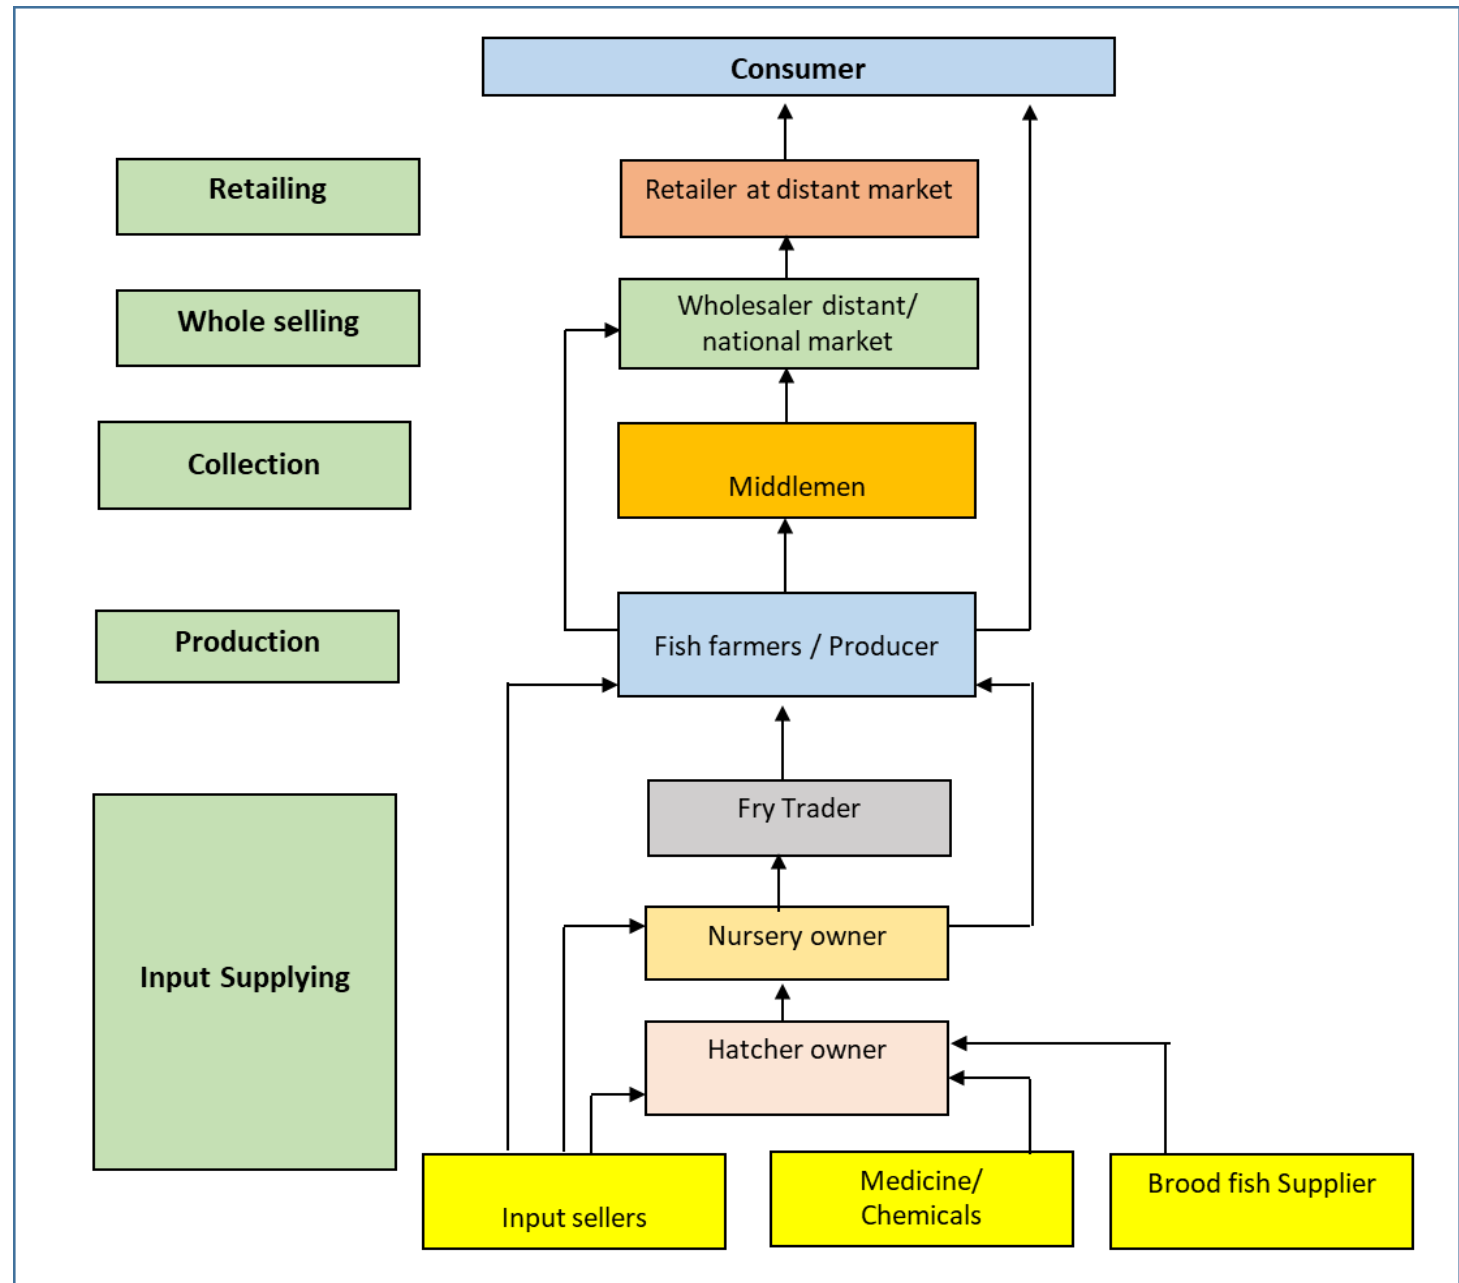 Consumer
Retailing
Retailer at distant market
Whole selling
Wholesaler distant/
national market
Collection
Middlemen
Production
Fish farmers / Producer
Fry Trader
Input Supplying
Nursery owner
Hatcher owner
Input sellers
Medicine/
Chemicals
Brood fish Supplier